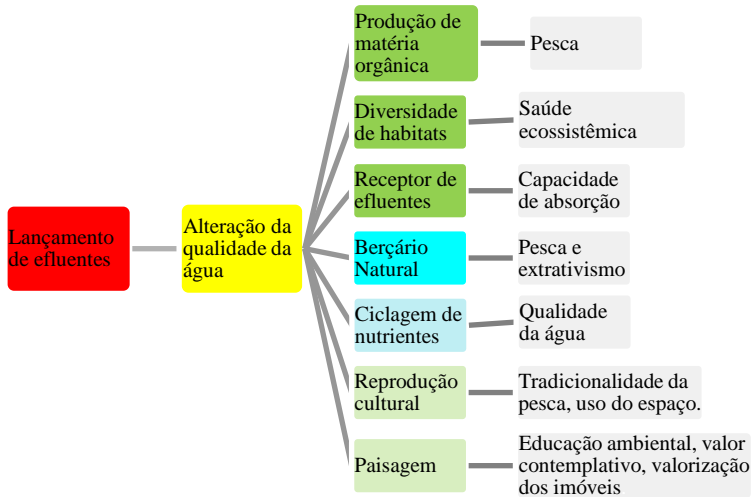 Lançamento
de efluentes
Alteração da
qualidade da
água
Produção de
matéria
orgânica
Pesca
Diversidade
de habitats
Saúde
ecossistêmica
Receptor de
efluentes
Capacidade
de absorção
Berçário
Natural
Pesca e
extrativismo
Ciclagem de
nutrientes
Qualidade
da água
Reprodução
cultural
Tradicionalidade da
pesca, uso do espaço.
Paisagem
Educação ambiental, valor
contemplativo, valorização
dos imóveis